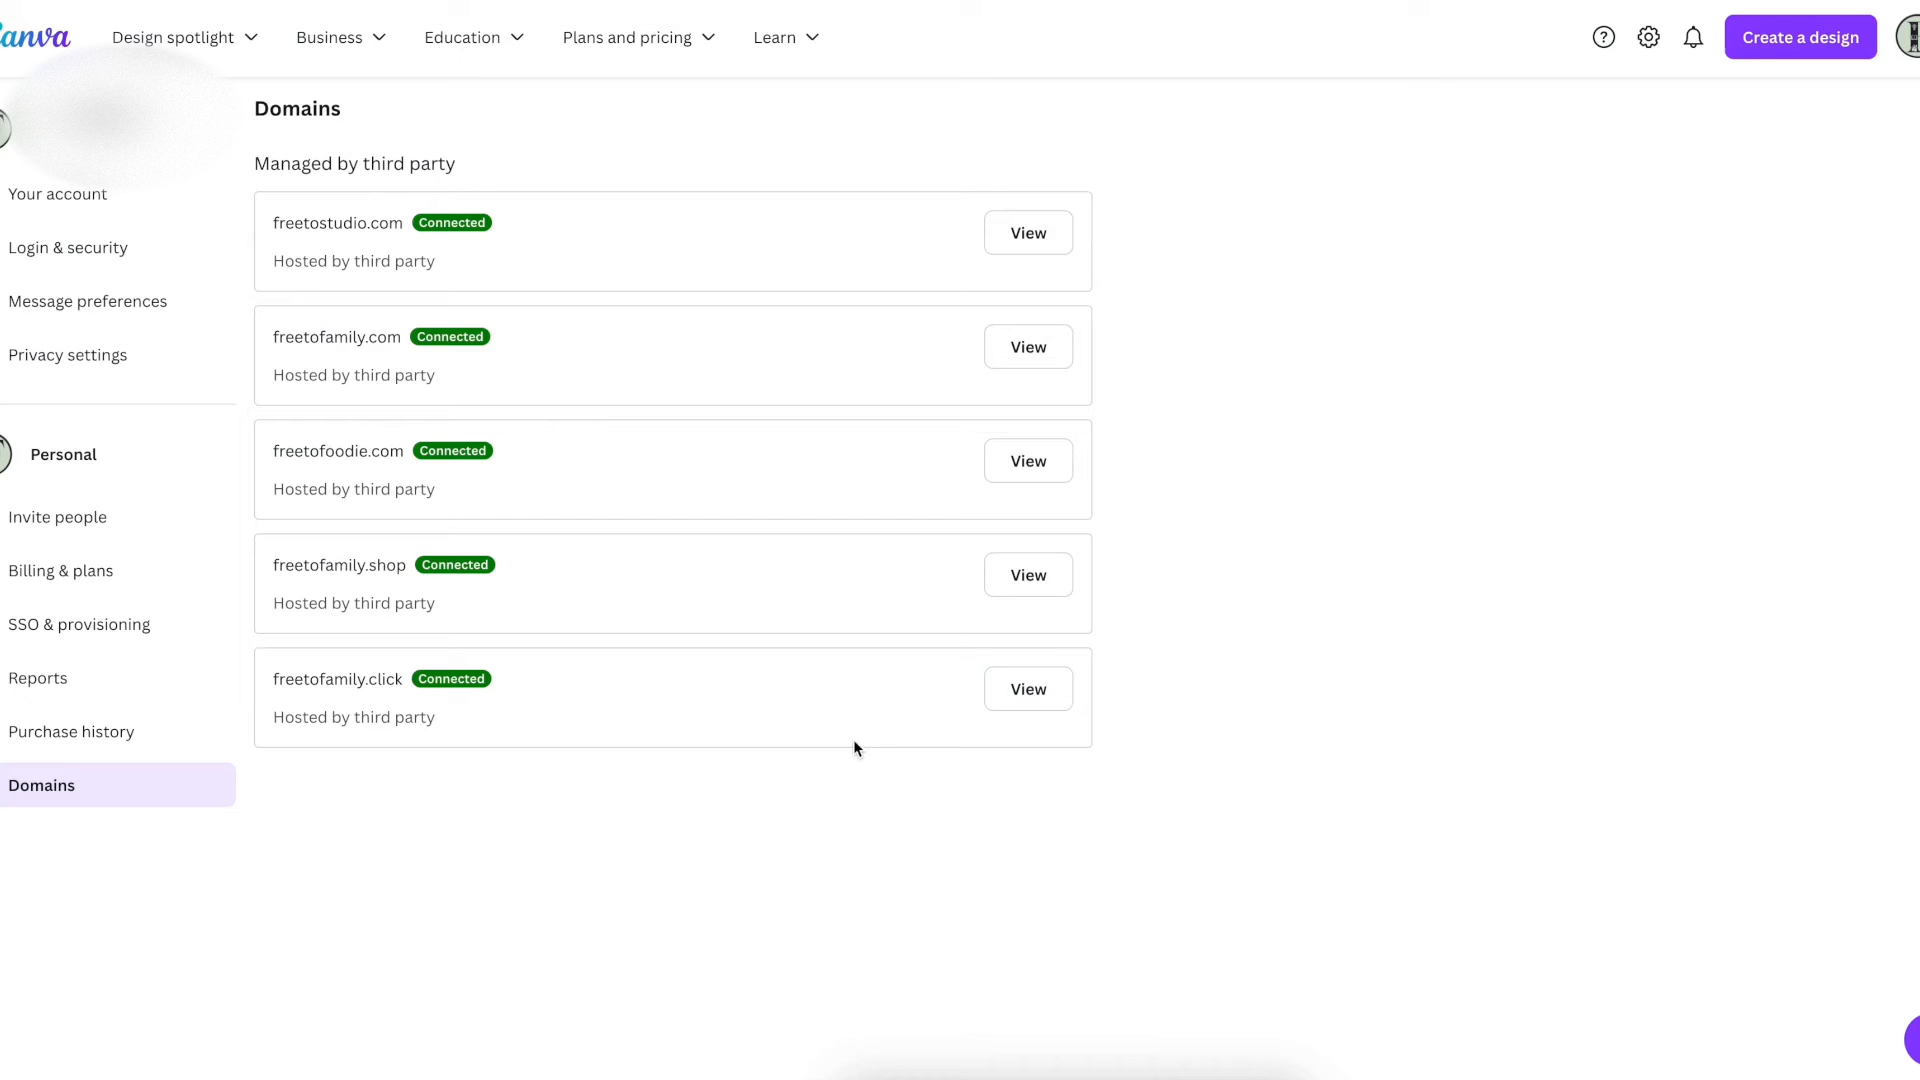 Canva Design spotlight Business Education Plans and pricing Learn Create a design
Your account
Login & security
Message preferences
Privacy settings
Personal
Invite people
Billing & plans
SSO & provisioning
Reports
Purchase history
Domains
Domains
Managed by third party
freetostudio.com Connected
Hosted by third party
View
freetofamily.com Connected
Hosted by third party
View
freetofoodie.com Connected
Hosted by third party
View
freetofamily.shop Connected
Hosted by third party
View
freetofamily.click Connected
Hosted by third party
View